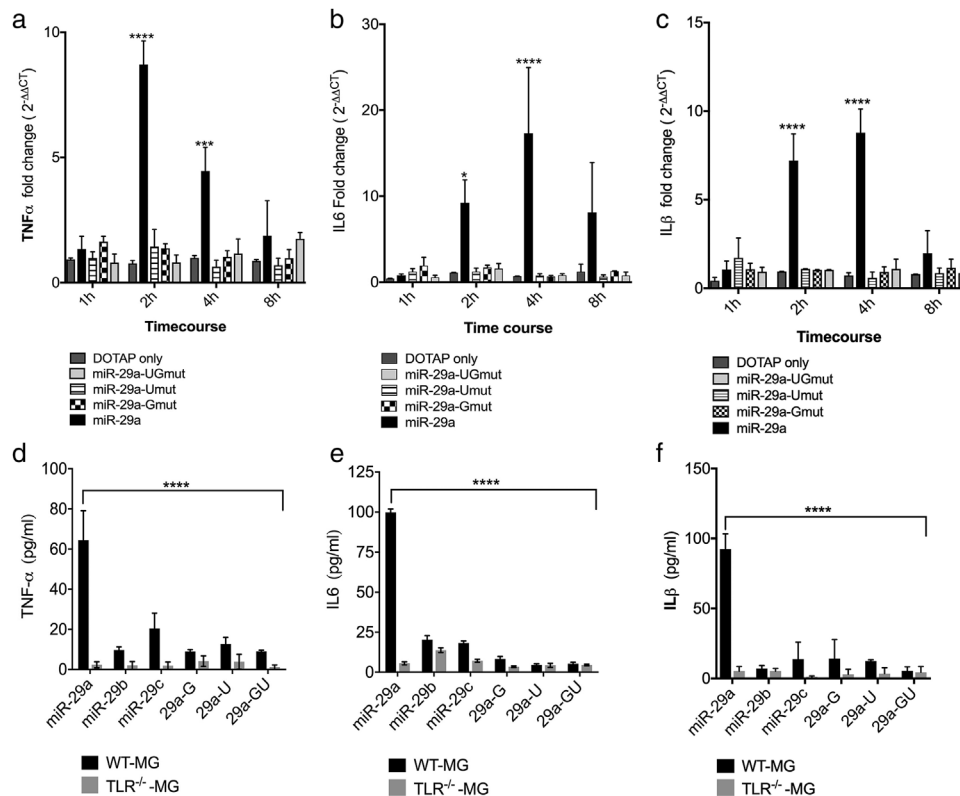 a
TNFα fold change ( 2-ΔΔCT)
10
5
0
****
***
1h 2h 4h 8h
Timecourse
DOTAP only
miR-29a-UGmut
miR-29a-Umut
miR-29a-Gmut
miR-29a
b
IL6 Fold change ( 2-ΔΔCT)
30
20
10
0
*
****
1h 2h 4h 8h
Time course
DOTAP only
miR-29a-UGmut
miR-29a-Umut
miR-29a-Gmut
miR-29a
c
ILβ fold change ( 2-ΔΔCT)
15
10
5
0
****
****
1h 2h 4h 8h
Timecourse
DOTAP only
miR-29a-UGmut
miR-29a-Umut
miR-29a-Gmut
miR-29a
d
TNF-α (pg/ml)
100
80
60
40
20
0
****
miR-29a miR-29b miR-29c 29a-G 29a-U 29a-GU
WT-MG
TLR-/- -MG
e
IL6 (pg/ml)
125
100
75
50
25
0
****
miR-29a miR-29b miR-29c 29a-G 29a-U 29a-GU
WT-MG
TLR-/- -MG
f
ILβ (pg/ml)
150
100
50
0
****
miR-29a miR-29b miR-29c 29a-G 29a-U 29a-GU
WT-MG
TLR-/- -MG